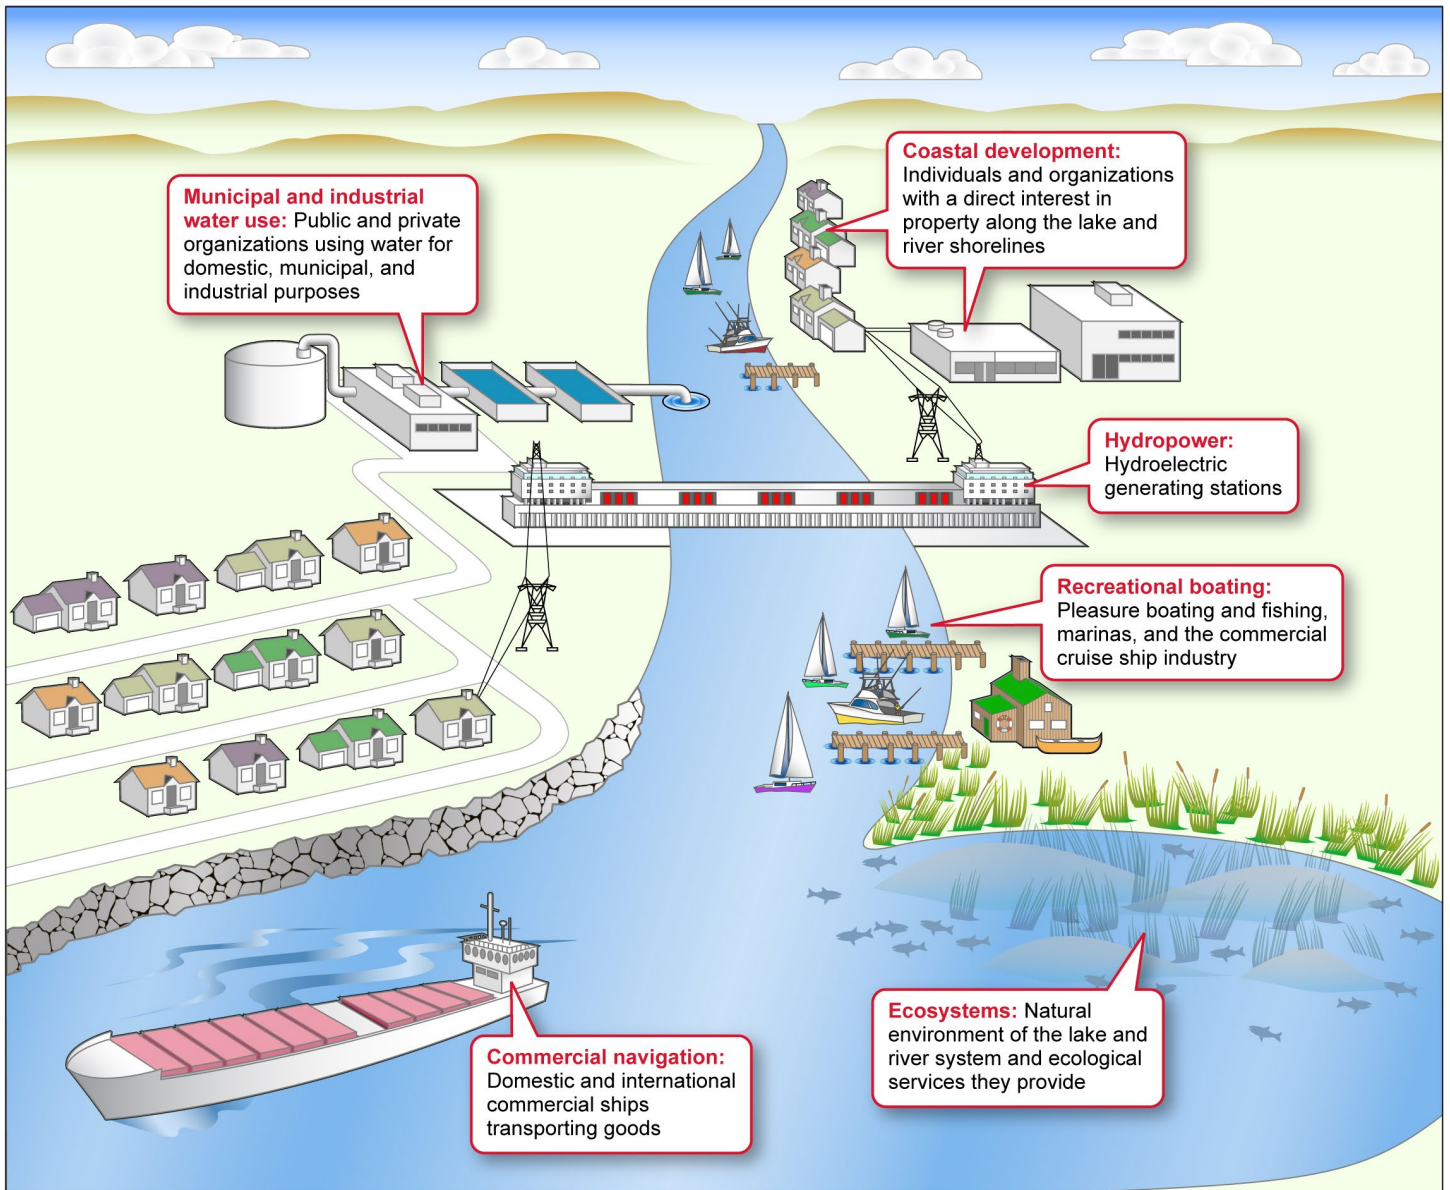 Municipal and industrial
water use: Public and private
organizations using water for
domestic, municipal, and
industrial purposes
Coastal development:
Individuals and organizations
with a direct interest in
property along the lake and
river shorelines
Hydropower:
Hydroelectric
generating stations
Recreational boating:
Pleasure boating and fishing,
marinas, and the commercial
cruise ship industry
Ecosystems: Natural
environment of the lake and
river system and ecological
services they provide
Commercial navigation:
Domestic and international
commercial ships
transporting goods